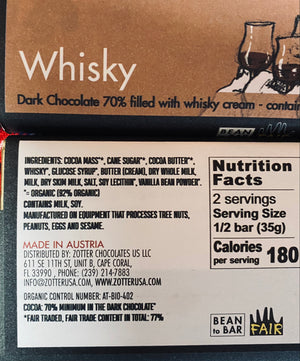 Whisky
Dark Chocolate 70% filled with whisky cream - contain
BEAN
INGREDIENTS: COCOA MASS*⁺, CANE SUGAR*⁺, COCOA BUTTER*⁺,
WHISKY*, GLUCOSE SYRUP*, BUTTER (CREAM)*, DRY WHOLE MILK,
MILK, DRY SKIM MILK, SALT, SOY LECITHIN*, VANILLA BEAN POWDER*.
*= ORGANIC (92% ORGANIC)
CONTAINS MILK, SOY.
MANUFACTURED ON EQUIPMENT THAT PROCESSES TREE NUTS,
PEANUTS, EGGS AND SESAME.
MADE IN AUSTRIA
DISTRIBUTED BY: ZOTTER CHOCOLATES US LLC
611 SE 11TH ST, UNIT B, CAPE CORAL,
FL 33990 , PHONE: (239) 214-7883
INFO@ZOTTERUSA.COM, WWW.ZOTTERUSA.COM
ORGANIC CONTROL NUMBER: AT-BIO-402
COCOA: 70% MINIMUM IN THE DARK CHOCOLATE*
⁺FAIR TRADED, FAIR TRADE CONTENT IN TOTAL: 77%
Nutrition
Facts
2 servings
Serving Size
1/2 bar (35g)
Calories
per serving 180
BEAN
to BAR
FAIR